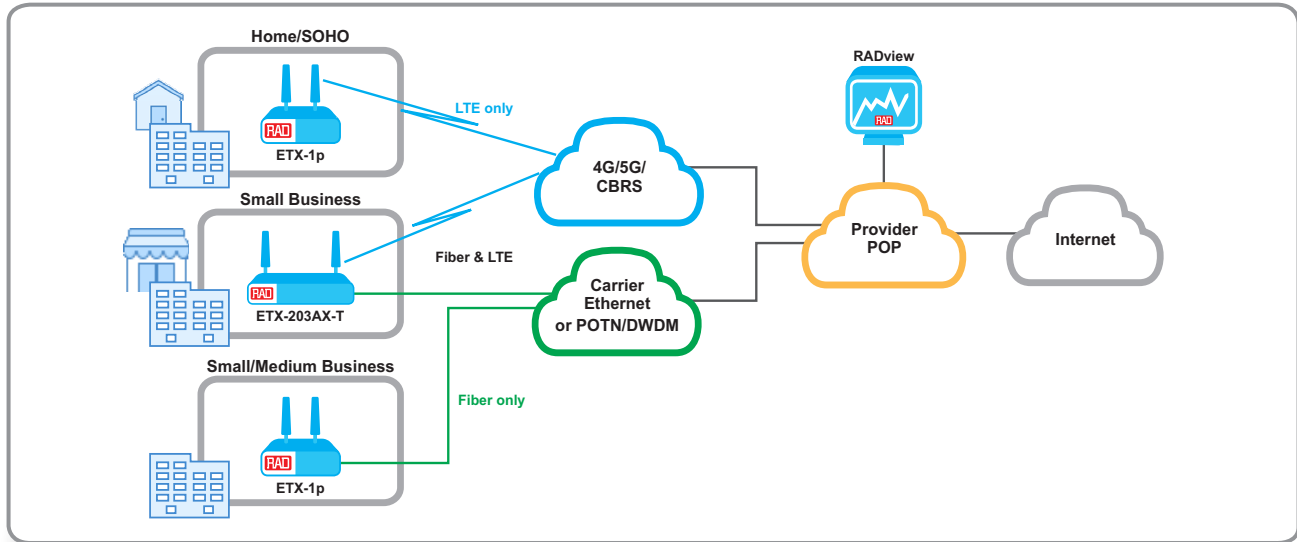 Home/SOHO
RAD
ETX-1p
LTE only
Small Business
RAD
ETX-203AX-T
Fiber & LTE
Small/Medium Business
RAD
ETX-1p
Fiber only
4G/5G/
CBRS
Carrier
Ethernet
or POTN/DWDM
RADview
RAD
Provider
POP
Internet